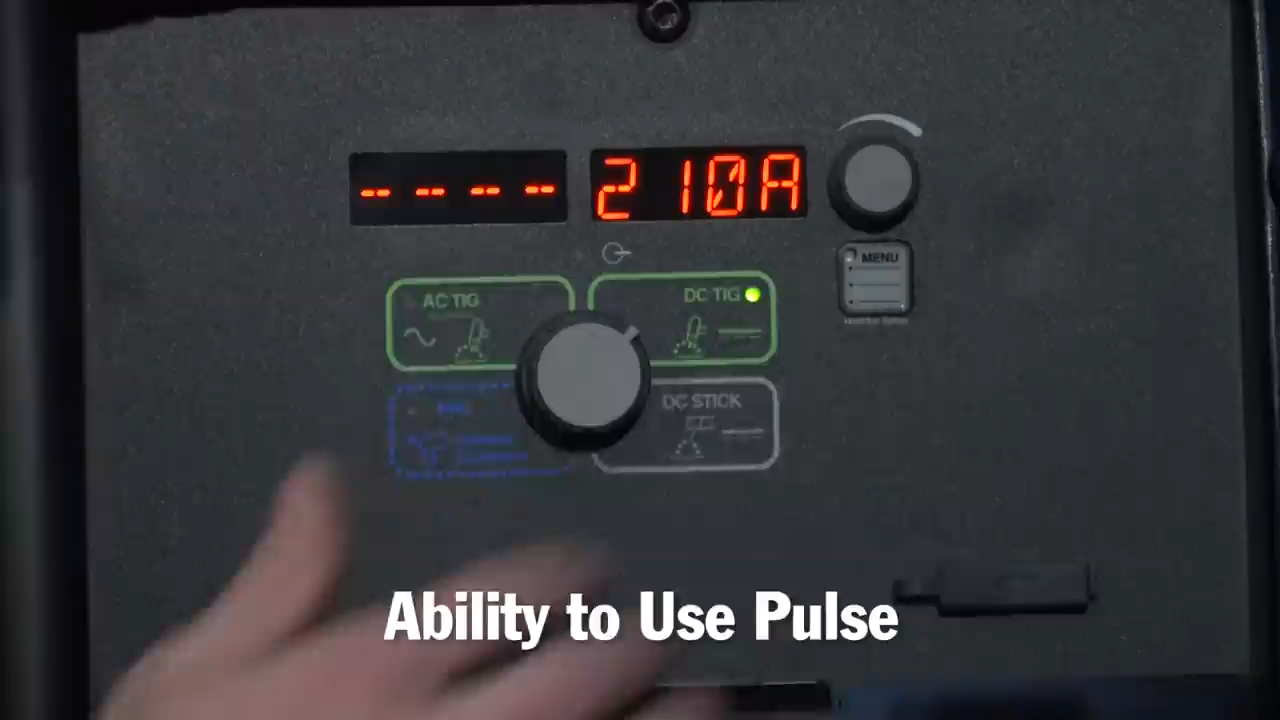 - - - -
210A
AC TIG
DC TIG
MENU
DC STICK
Ability to Use Pulse